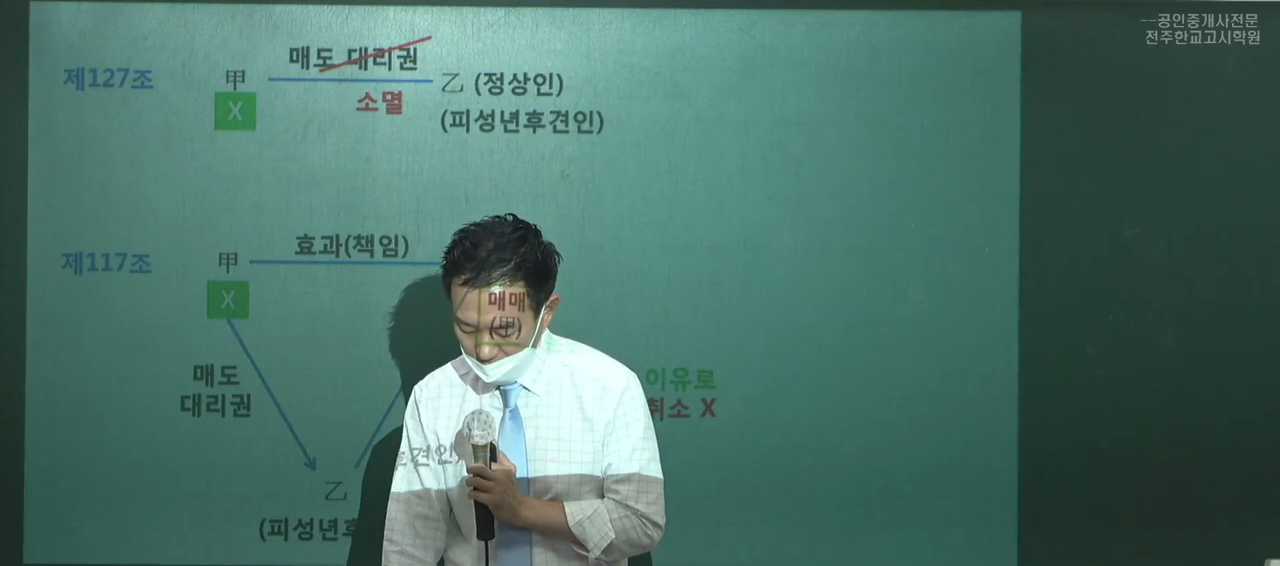 ---공인중개사전문
전주한교고시학원
매도 대리권
제127조
甲
乙 (정상인)
X
소멸
(피성년후견인)
효과(책임)
제117조
甲
X
매매
(甲)
매도
대리권
이유로
취소 X
후견인)
乙
(피성년후